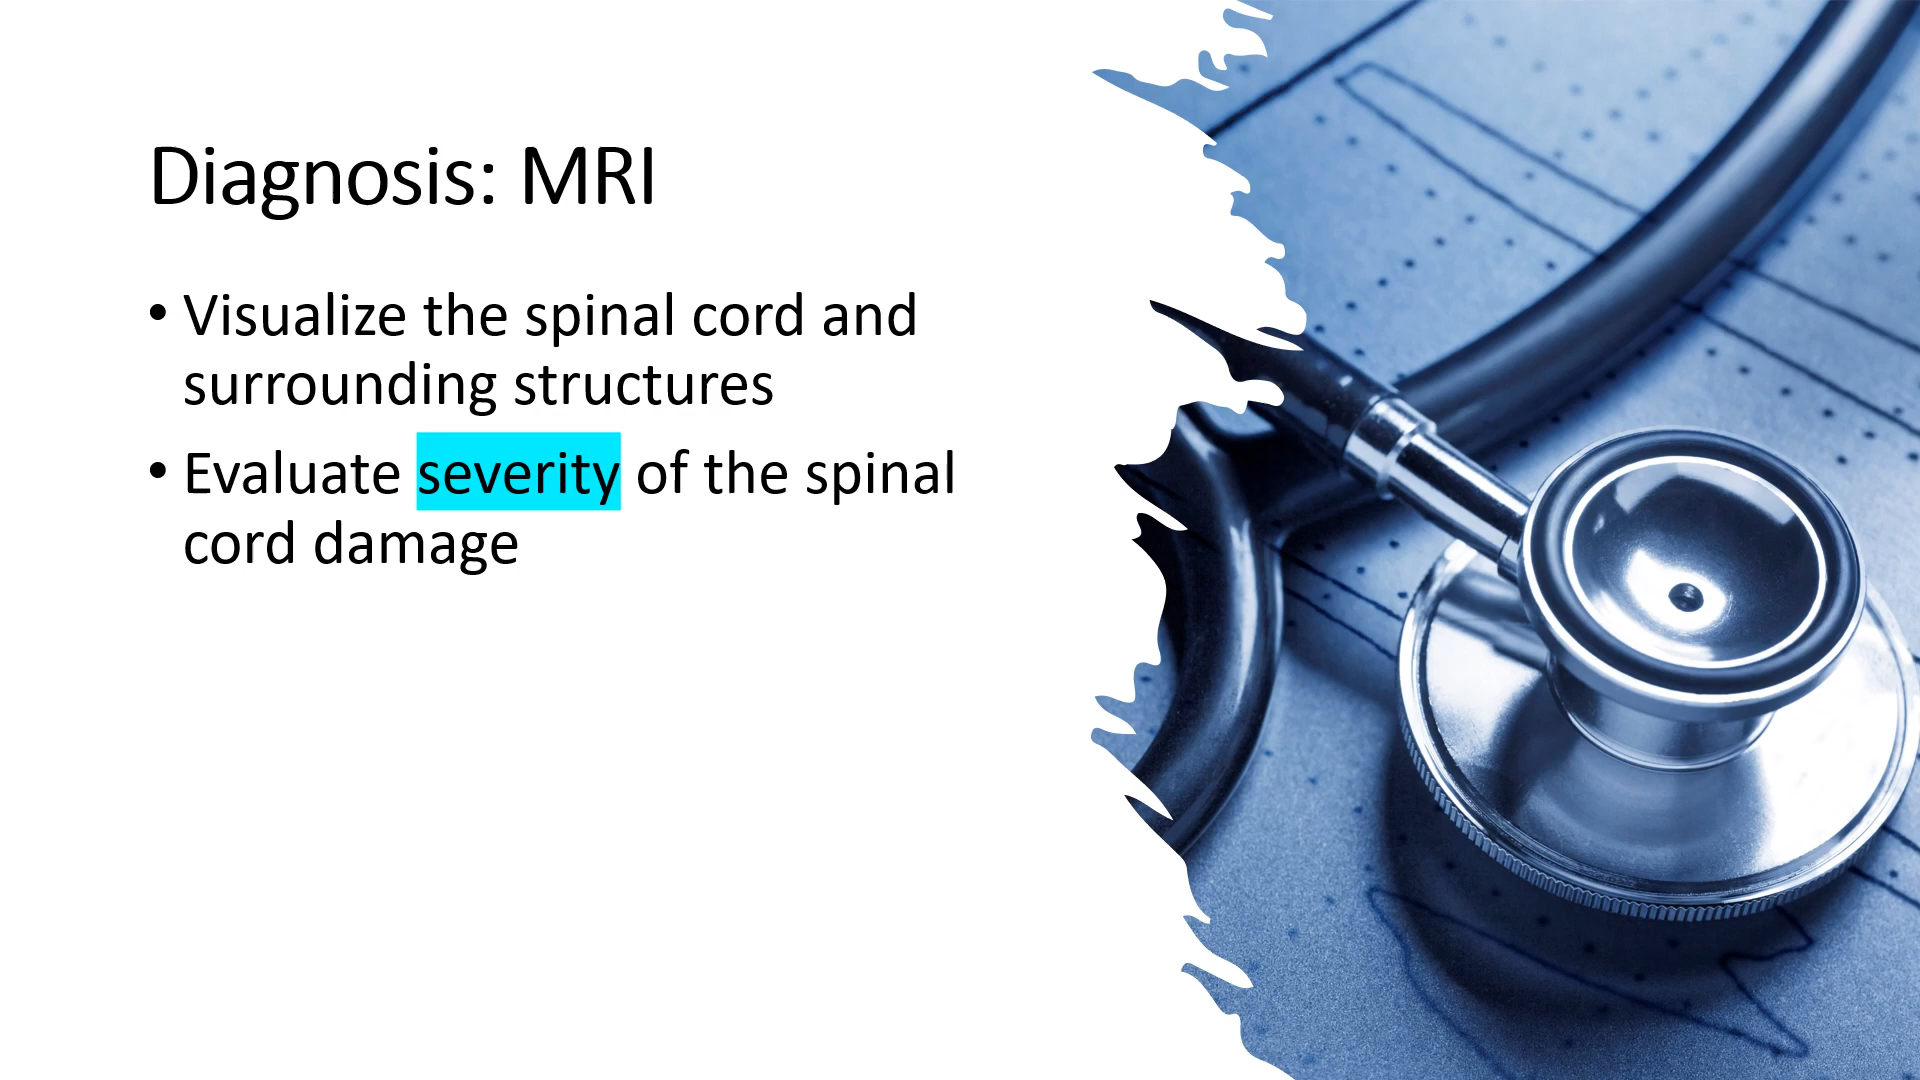 Diagnosis: MRI
• Visualize the spinal cord and
surrounding structures
• Evaluate severity of the spinal
cord damage